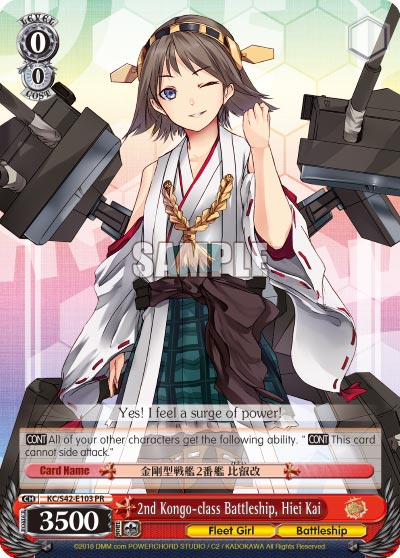 LEVEL
0
0
COST
SAMPLE
Yes! I feel a surge of power!
CONT All of your other characters get the following ability. “ CONT This card
cannot side attack.”
Card Name 金剛型戦艦2番艦 比叡改
CH KC/S42-E103 PR
POWER 3500 SOUL 2nd Kongo-class Battleship, Hiei Kai
Fleet Girl Battleship
©2016 DMM.com POWERCHORD STUDIO / C2 / KADOKAWA All Rights Reserved.